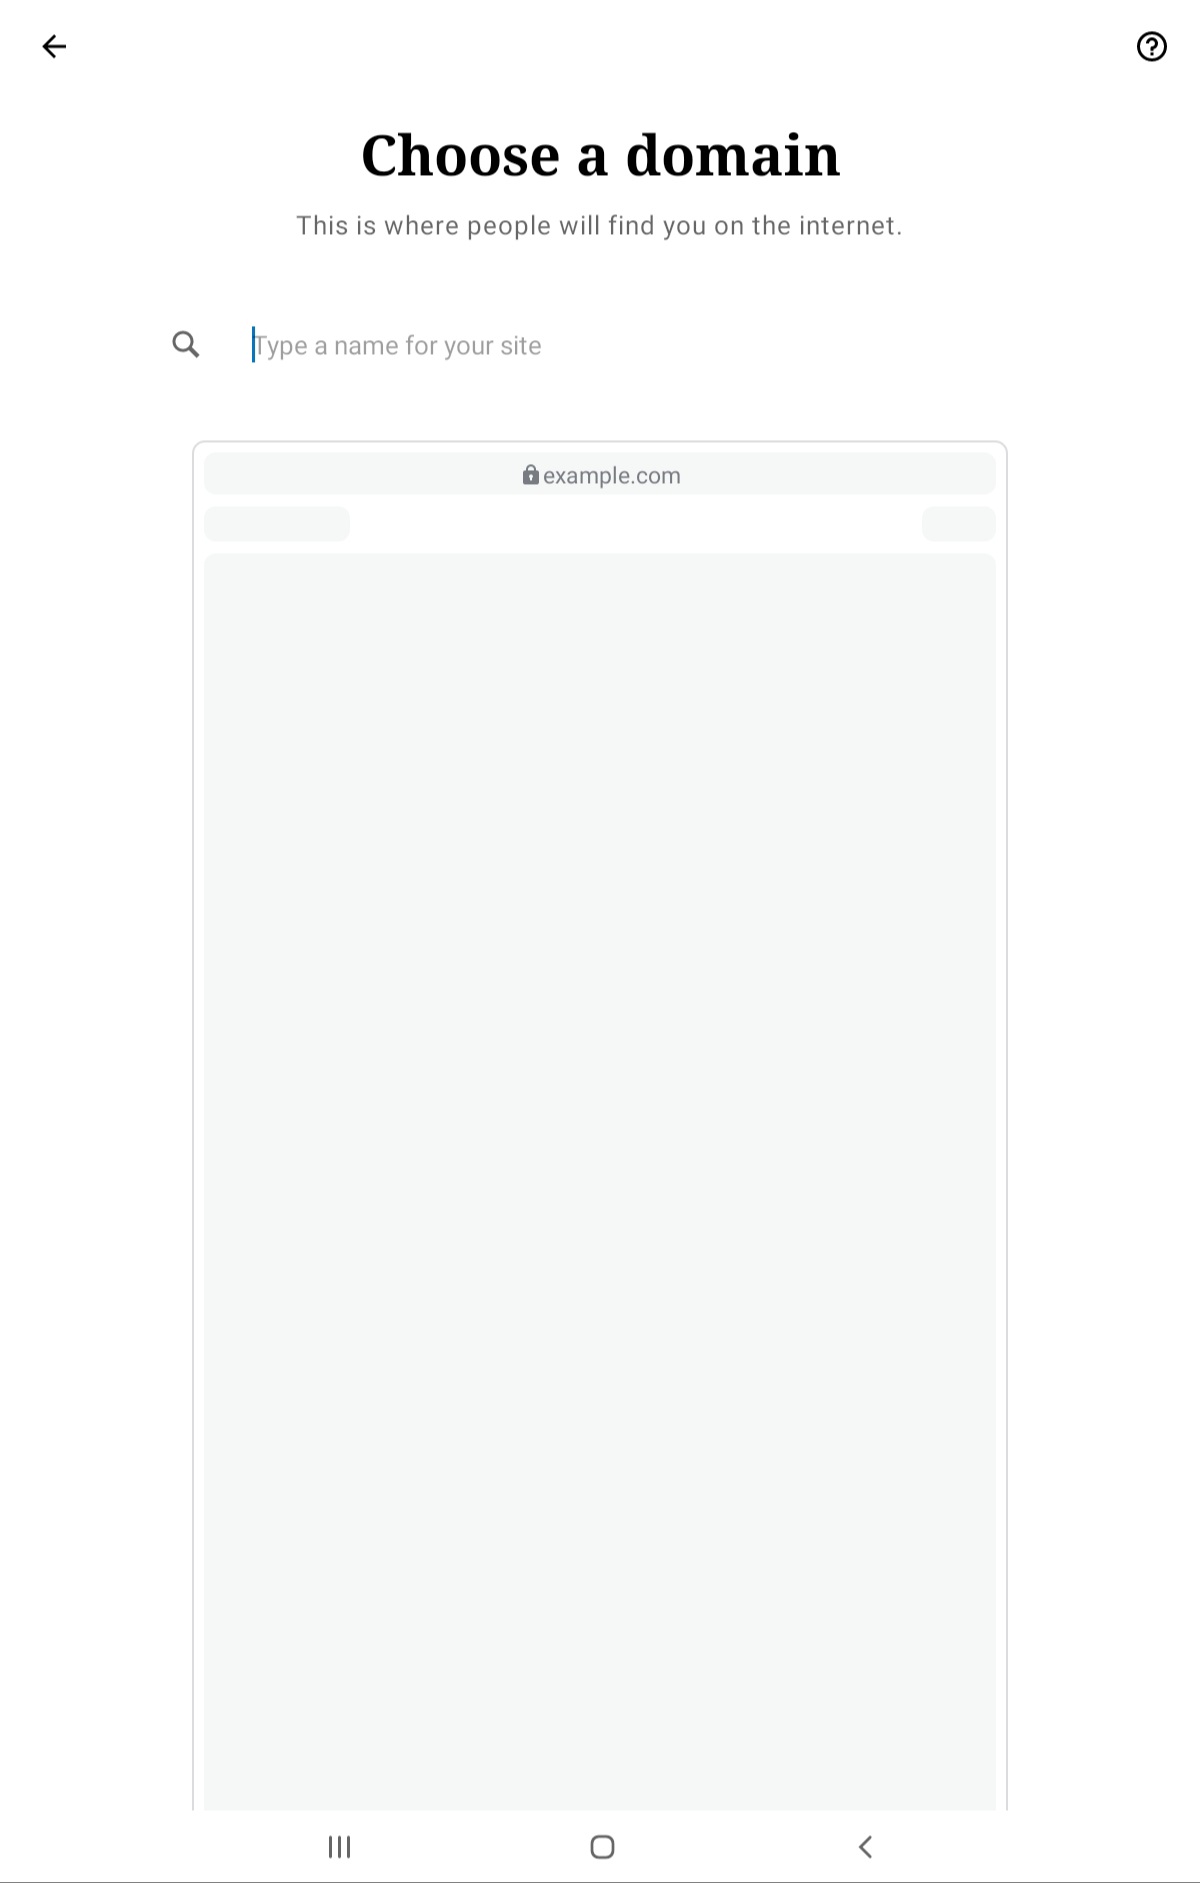 Choose a domain
This is where people will find you on the internet.
Type a name for your site
example.com